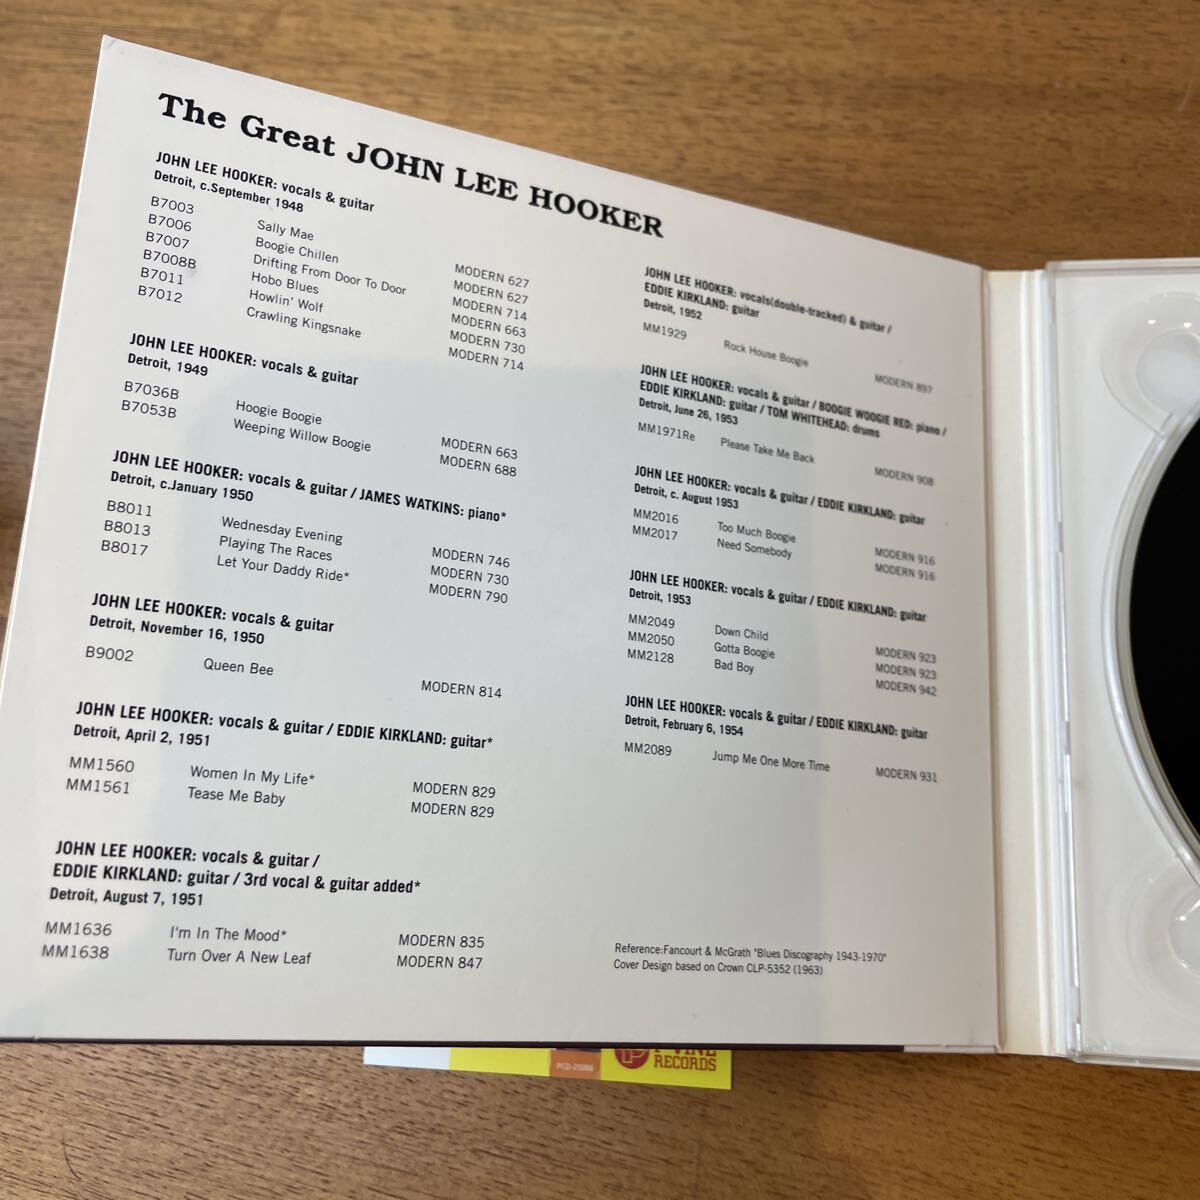 The Great JOHN LEE HOOKER
JOHN LEE HOOKER: vocals & guitar
Detroit, c.September 1948
B7003 Sally Mae MODERN 627
B7006 Boogie Chillen MODERN 627
B7007 Drifting From Door To Door MODERN 714
B7008B Hobo Blues MODERN 663
B7011 Howlin' Wolf MODERN 730
B7012 Crawling Kingsnake MODERN 714
JOHN LEE HOOKER: vocals & guitar
Detroit, 1949
B7036B Hoogie Boogie MODERN 663
B7053B Weeping Willow Boogie MODERN 688
JOHN LEE HOOKER: vocals & guitar / JAMES WATKINS: piano*
Detroit, c.January 1950
B8011 Wednesday Evening MODERN 746
B8013 Playing The Races MODERN 730
B8017 Let Your Daddy Ride* MODERN 790
JOHN LEE HOOKER: vocals & guitar
Detroit, November 16, 1950
B9002 Queen Bee MODERN 814
JOHN LEE HOOKER: vocals & guitar / EDDIE KIRKLAND: guitar*
Detroit, April 2, 1951
MM1560 Women In My Life* MODERN 829
MM1561 Tease Me Baby MODERN 829
JOHN LEE HOOKER: vocals & guitar /
EDDIE KIRKLAND: guitar / 3rd vocal & guitar added*
Detroit, August 7, 1951
MM1636 I'm In The Mood* MODERN 835
MM1638 Turn Over A New Leaf MODERN 847
JOHN LEE HOOKER: vocals(double-tracked) & guitar /
EDDIE KIRKLAND: guitar
Detroit, 1952
MM1929 Rock House Boogie MODERN 897
JOHN LEE HOOKER: vocals & guitar / BOOGIE WOOGIE RED: piano /
EDDIE KIRKLAND: guitar / TOM WHITEHEAD: drums
Detroit, June 26, 1953
MM1971Re Please Take Me Back MODERN 908
JOHN LEE HOOKER: vocals & guitar / EDDIE KIRKLAND: guitar
Detroit, c. August 1953
MM2016 Too Much Boogie MODERN 916
MM2017 Need Somebody MODERN 916
JOHN LEE HOOKER: vocals & guitar / EDDIE KIRKLAND: guitar
Detroit, 1953
MM2049 Down Child MODERN 923
MM2050 Gotta Boogie MODERN 923
MM2128 Bad Boy MODERN 942
JOHN LEE HOOKER: vocals & guitar / EDDIE KIRKLAND: guitar
Detroit, February 6, 1954
MM2089 Jump Me One More Time MODERN 931
Reference:Fancourt & McGrath "Blues Discography 1943-1970"
Cover Design based on Crown CLP-5352 (1963)
P-VINE
RECORDS